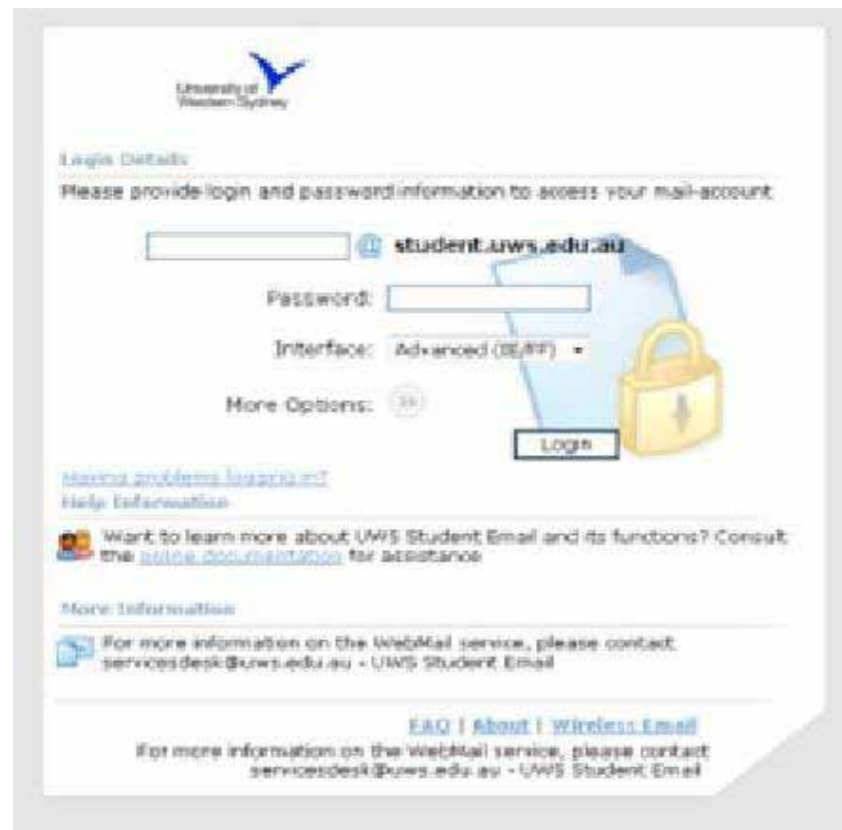 University of
Western Sydney
Login Details
Please provide login and password information to access your mail-account
@ student.uws.edu.au
Password:
Interface: Advanced (IE/FF)
More Options:
Login
Having problems logging in?
Help Information
Want to learn more about UWS Student Email and its functions? Consult
the online documentation for assistance
More Information
For more information on the WebMail service, please contact
servicesdesk@uws.edu.au - UWS Student Email
FAQ | About | Wireless Email
For more information on the WebMail service, please contact
servicesdesk@uws.edu.au - UWS Student Email